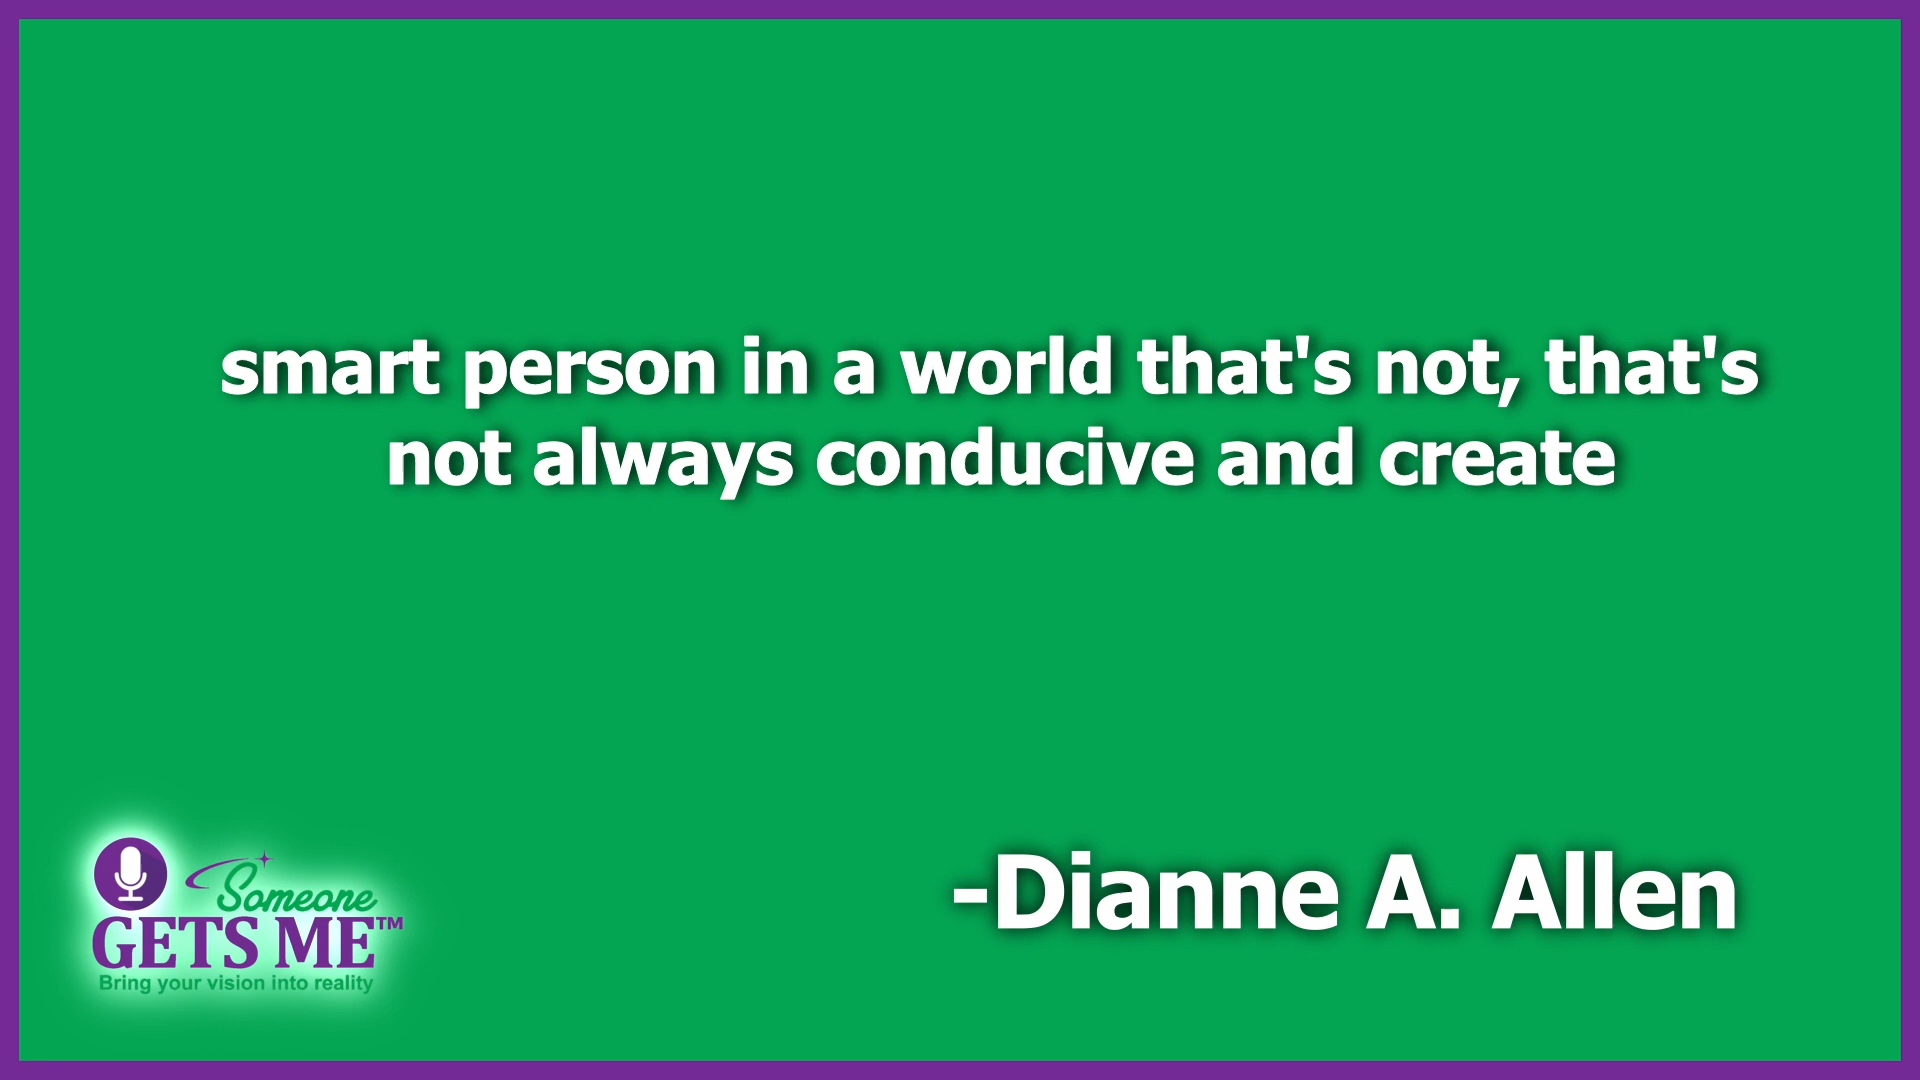 smart person in a world that's not, that's
not always conducive and create
-Dianne A. Allen
Someone
GETS ME™
Bring your vision into reality